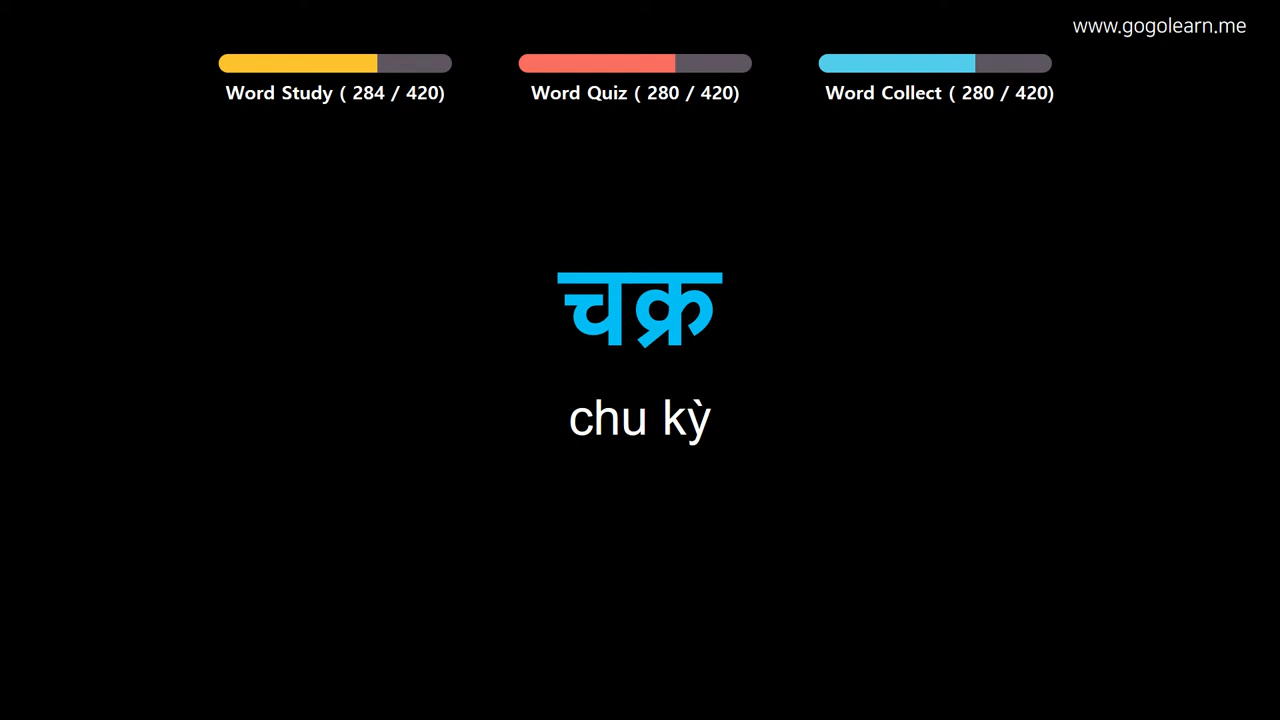 www.gogolearn.me
Word Study ( 284 / 420)
Word Quiz ( 280 / 420)
Word Collect ( 280 / 420)
चक्र
chu kỳ